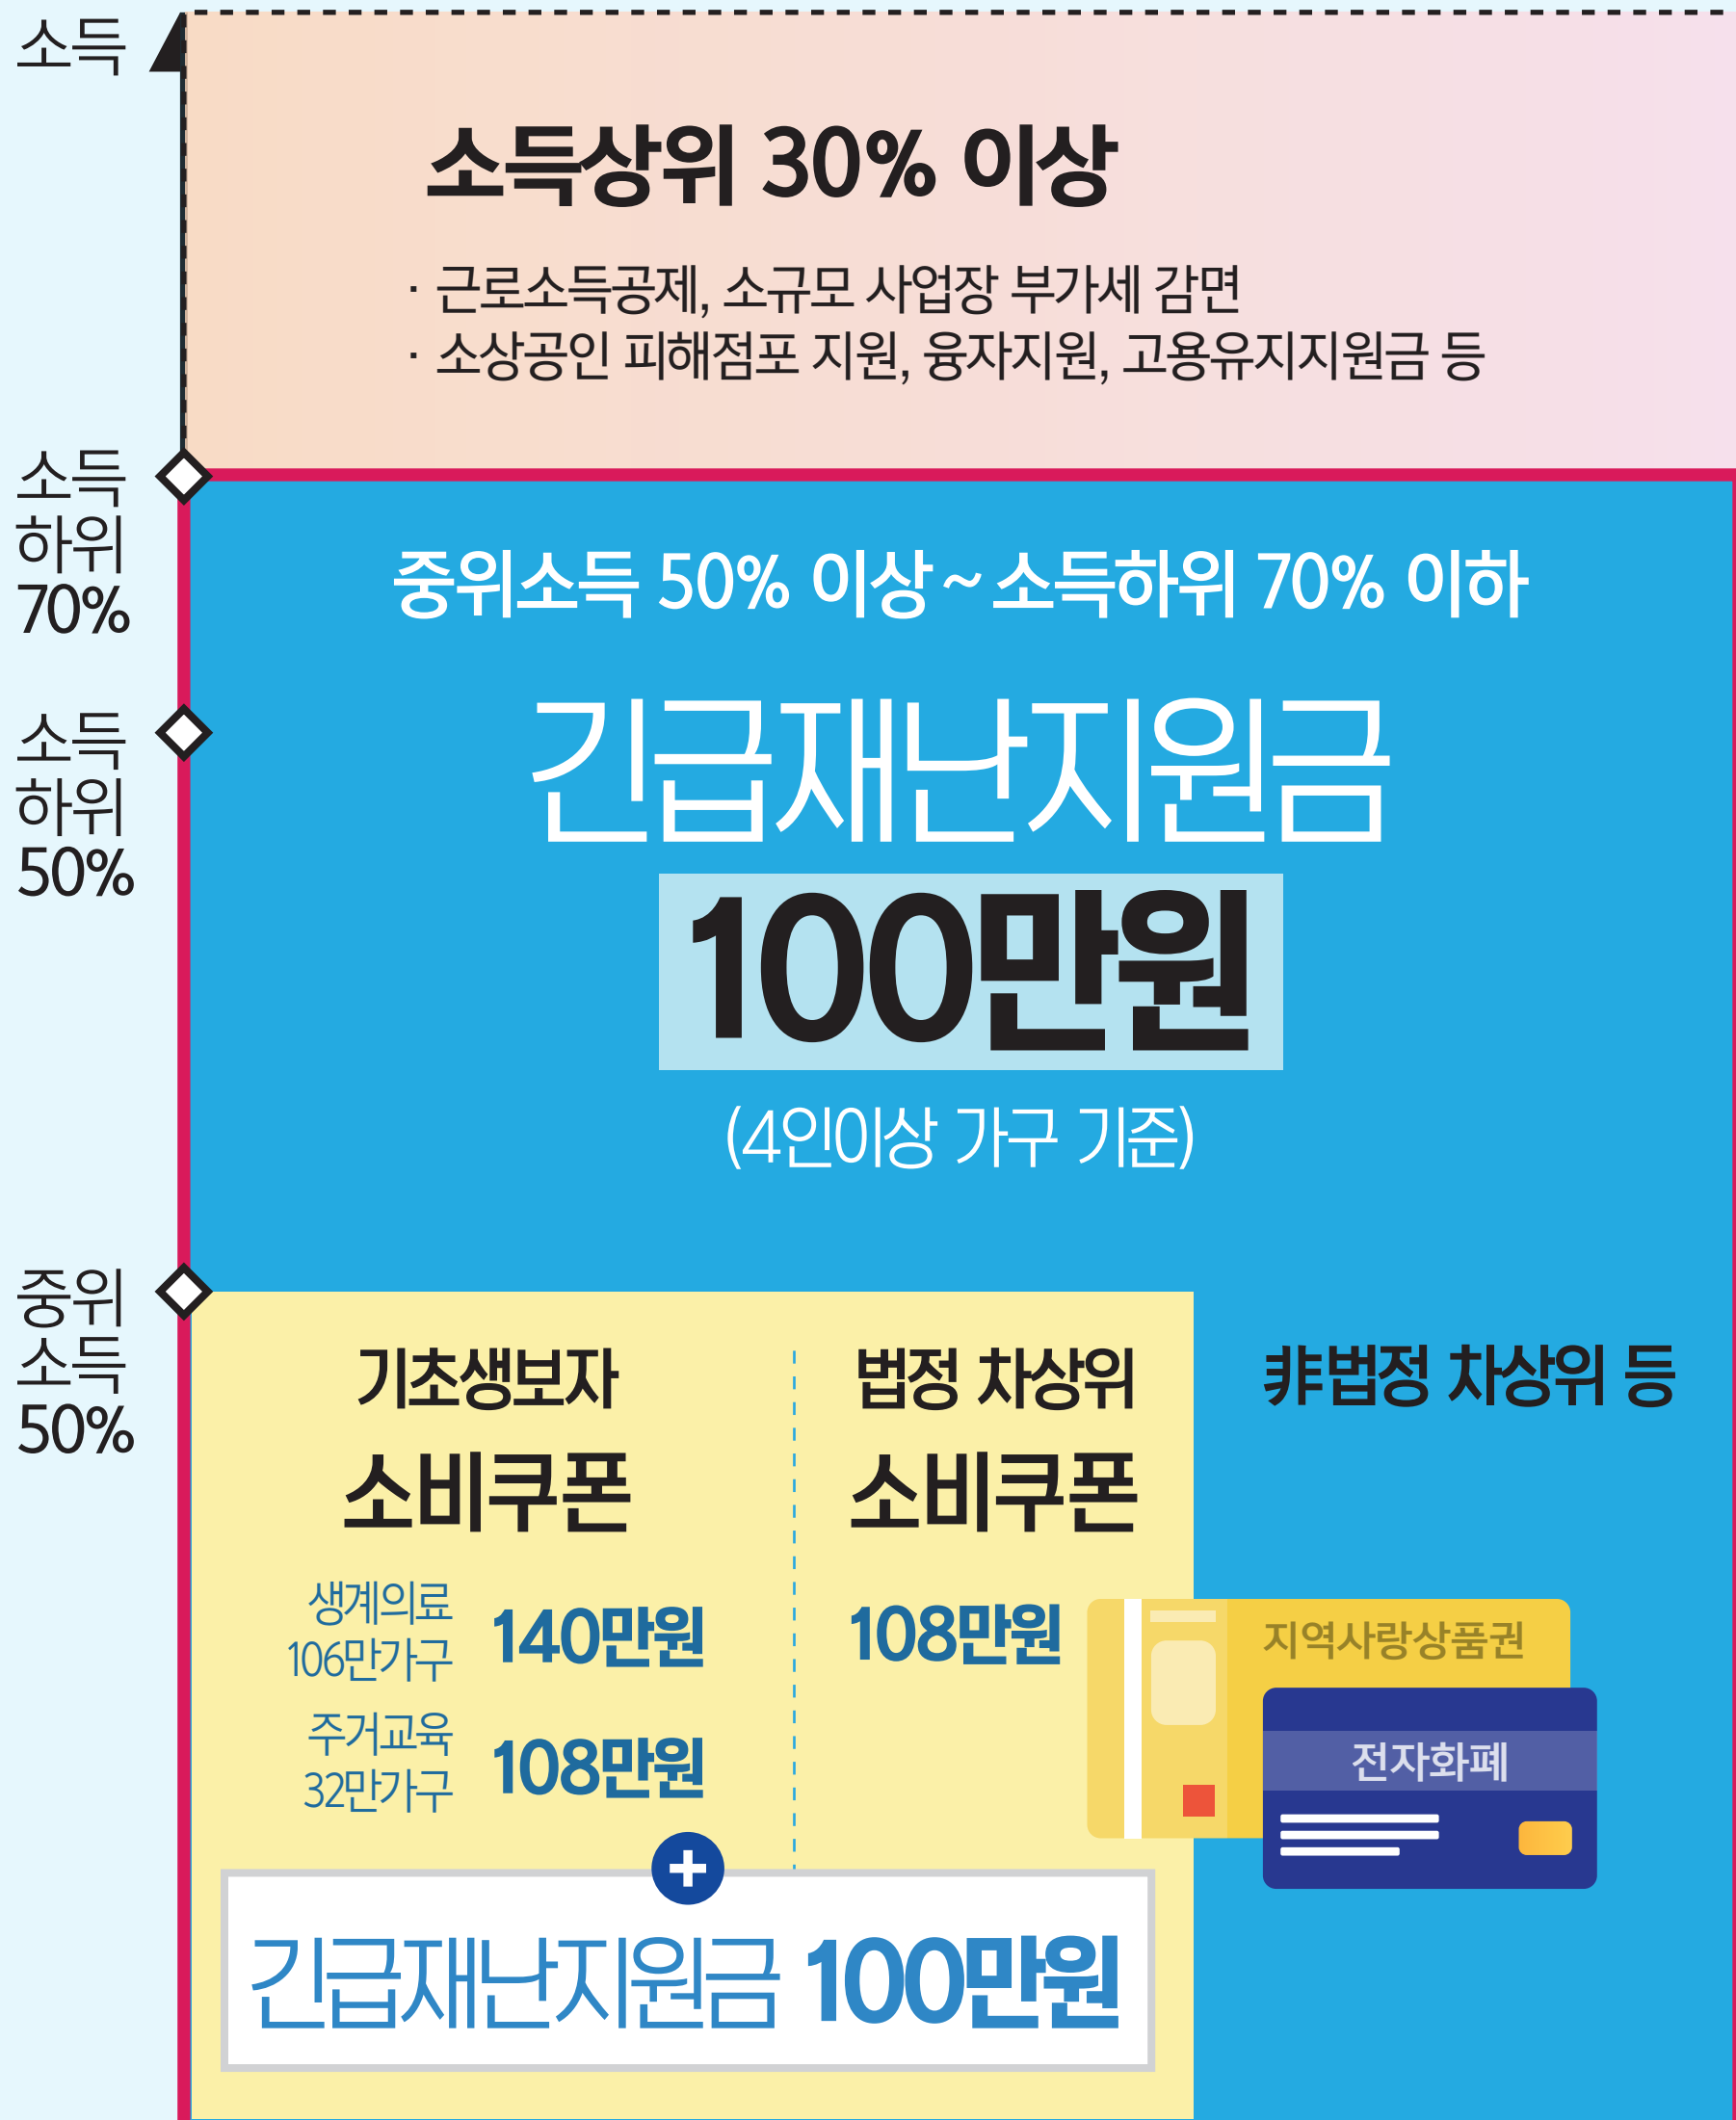 소득
소득상위 30% 이상
· 근로소득공제, 소규모 사업장 부가세 감면
· 소상공인 피해점포 지원, 융자지원, 고용유지지원금 등
소득
하위
70%
중위소득 50% 이상~소득하위 70% 이하
긴급재난지원금
소득
하위
50%
100만원
(4인이상 가구 기준)
중위
소득
50%
기초생보자
소비쿠폰
생계의료
106만가구
140만원
주거교육
32만가구
108만원
법정 차상위
소비쿠폰
108만원
非법정 차상위 등
지역사랑상품권
전자화폐
+
긴급재난지원금 100만원